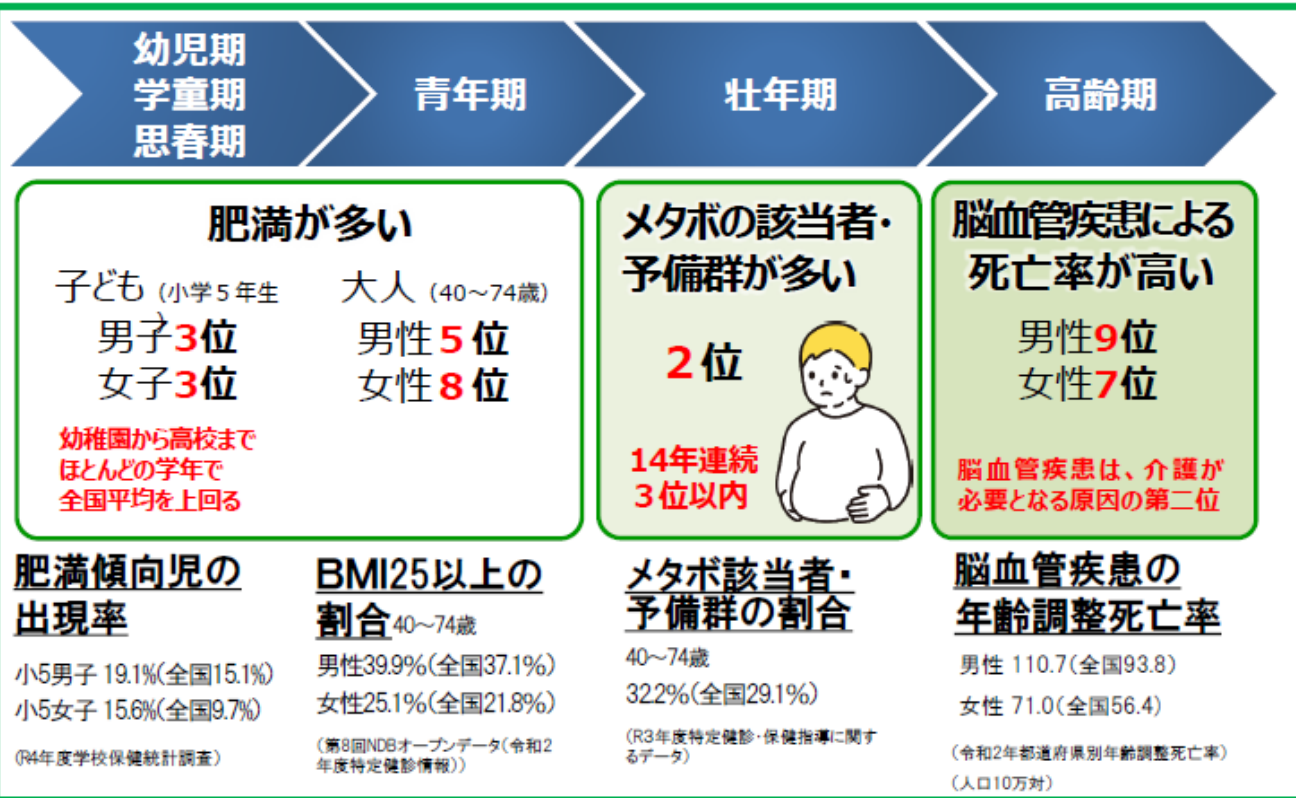 幼児期
学童期
思春期
青年期
壮年期
高齢期
肥満が多い
子ども（小学５年生
）
男子3位
女子3位
幼稚園から高校まで
ほとんどの学年で
全国平均を上回る
大人（40～74歳）
男性５位
女性８位
メタボの該当者・
予備群が多い
２位
14年連続
３位以内
脳血管疾患による
死亡率が高い
男性9位
女性7位
脳血管疾患は、介護が
必要となる原因の第二位
肥満傾向児の
出現率
小5男子 19.1%(全国15.1%)
小5女子 15.6%(全国9.7%)
(R4年度学校保健統計調査）
BMI25以上の
割合40～74歳
男性39.9%(全国37.1%)
女性25.1%(全国21.8%)
（第8回NDBオープンデータ(令和2
年度特定健診情報)）
メタボ該当者・
予備群の割合
40～74歳
32.2%(全国29.1%)
（R3年度特定健診・保健指導に関す
るデータ）
脳血管疾患の
年齢調整死亡率
男性 110.7(全国93.8)
女性 71.0(全国56.4)
（令和2年都道府県別年齢調整死亡率）
（人口10万対）